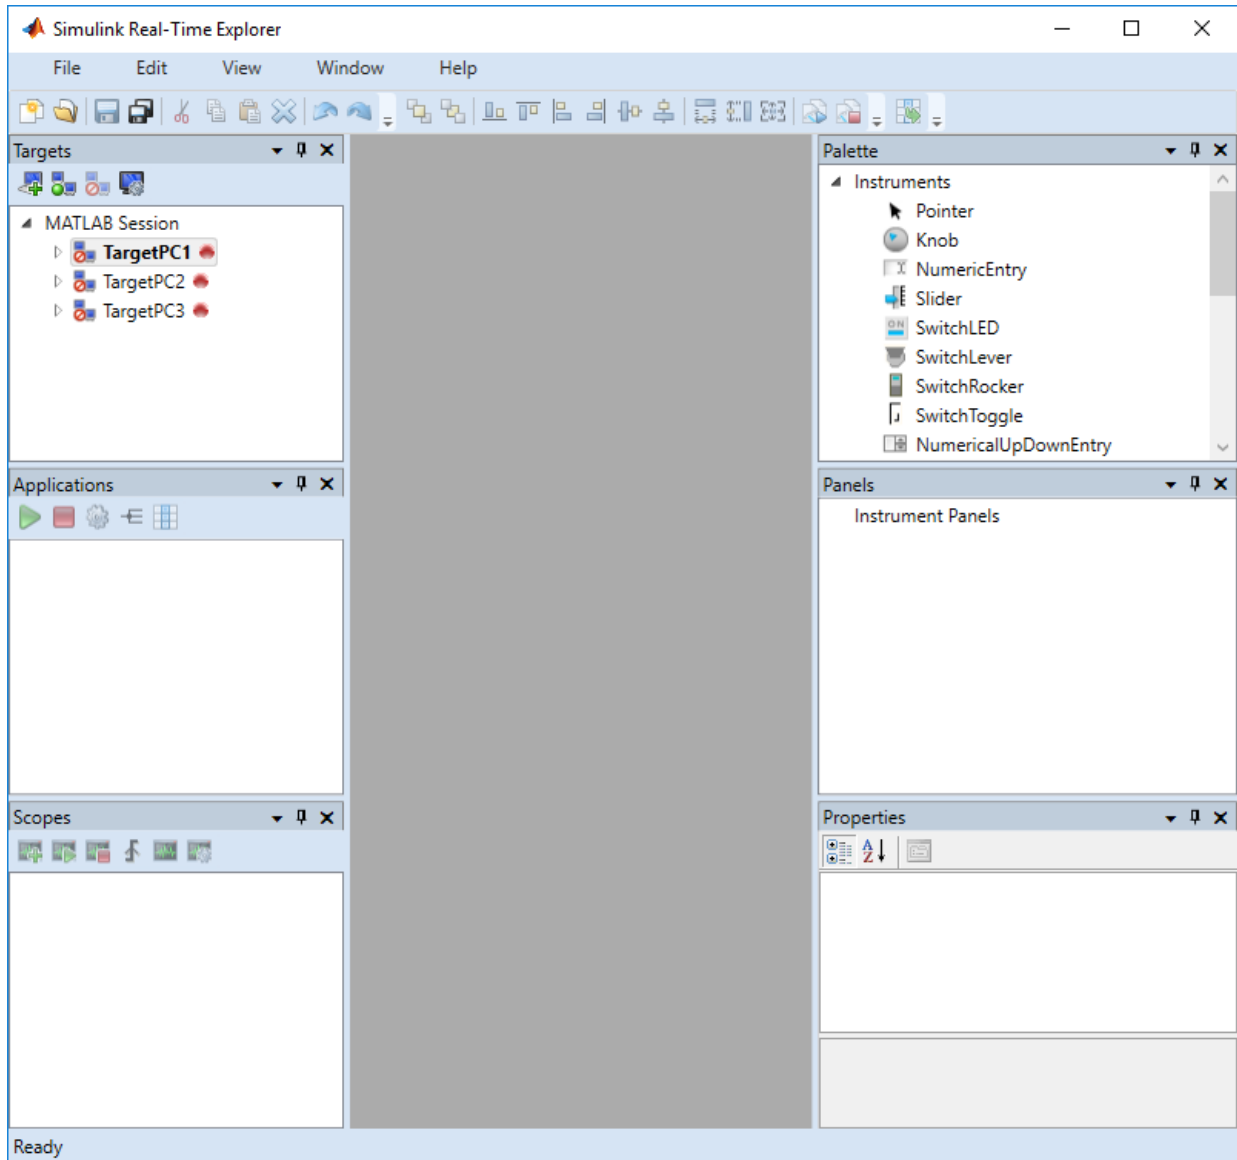 Simulink Real-Time Explorer
File Edit View Window Help
Targets
MATLAB Session
TargetPC1
TargetPC2
TargetPC3
Applications
Scopes
Palette
Instruments
Pointer
Knob
NumericEntry
Slider
ON SwitchLED
SwitchLever
SwitchRocker
SwitchToggle
NumericalUpDownEntry
Panels
Instrument Panels
Properties
A
Z
Ready